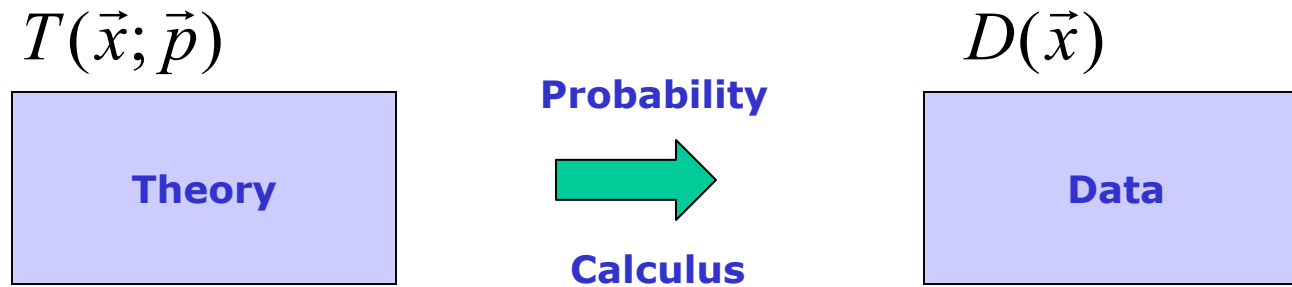 T(x⃗; p⃗)
D(x⃗)
Probability
Theory
Data
Calculus